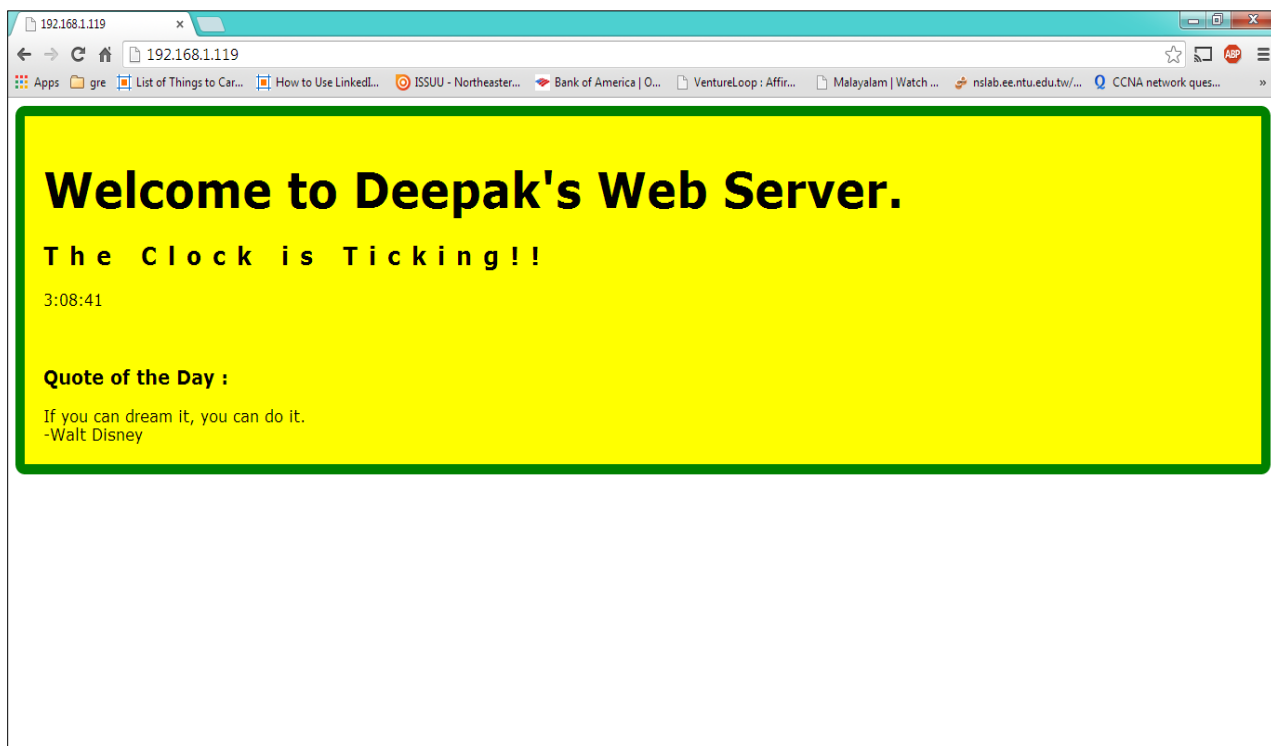 192.168.1.119
192.168.1.119
ABP
Apps gre List of Things to Car... How to Use LinkedI... ISSUU - Northeaster... Bank of America | O... VentureLoop : Affir... Malayalam | Watch ... nslab.ee.ntu.edu.tw/... Q CCNA network ques... »
Welcome to Deepak's Web Server.
The Clock is Ticking!!
3:08:41
Quote of the Day :
If you can dream it, you can do it.
-Walt Disney